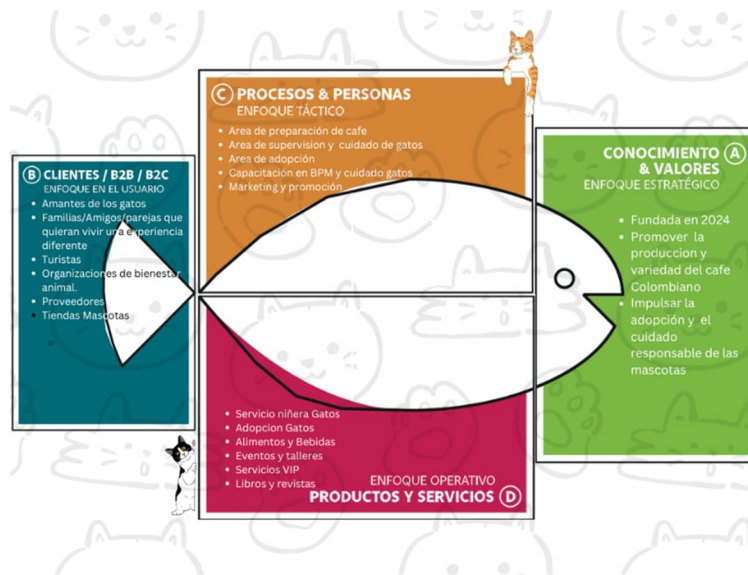 C PROCESOS & PERSONAS
ENFOQUE TÁCTICO
• Area de preparación de cafe
• Area de supervision y cuidado de gatos
• Area de adopción
• Capacitación en BPM y cuidado gatos
• Marketing y promoción
B CLIENTES / B2B / B2C
ENFOQUE EN EL USUARIO
• Amantes de los gatos
• Familias/Amigos/parejas que
quieran vivir una experiencia
diferente
• Turistas
• Organizaciones de bienestar
animal.
• Proveedores
• Tiendas Mascotas
CONOCIMIENTO A
& VALORES
ENFOQUE ESTRATÉGICO
• Fundada en 2024
• Promover la
produccion y
variedad del cafe
Colombiano
• Impulsar la
adopción y el
cuidado
responsable de las
mascotas
• Servicio niñera Gatos
• Adopcion Gatos
• Alimentos y Bebidas
• Eventos y talleres
• Servicios VIP
• Libros y revistas
ENFOQUE OPERATIVO
PRODUCTOS Y SERVICIOS D